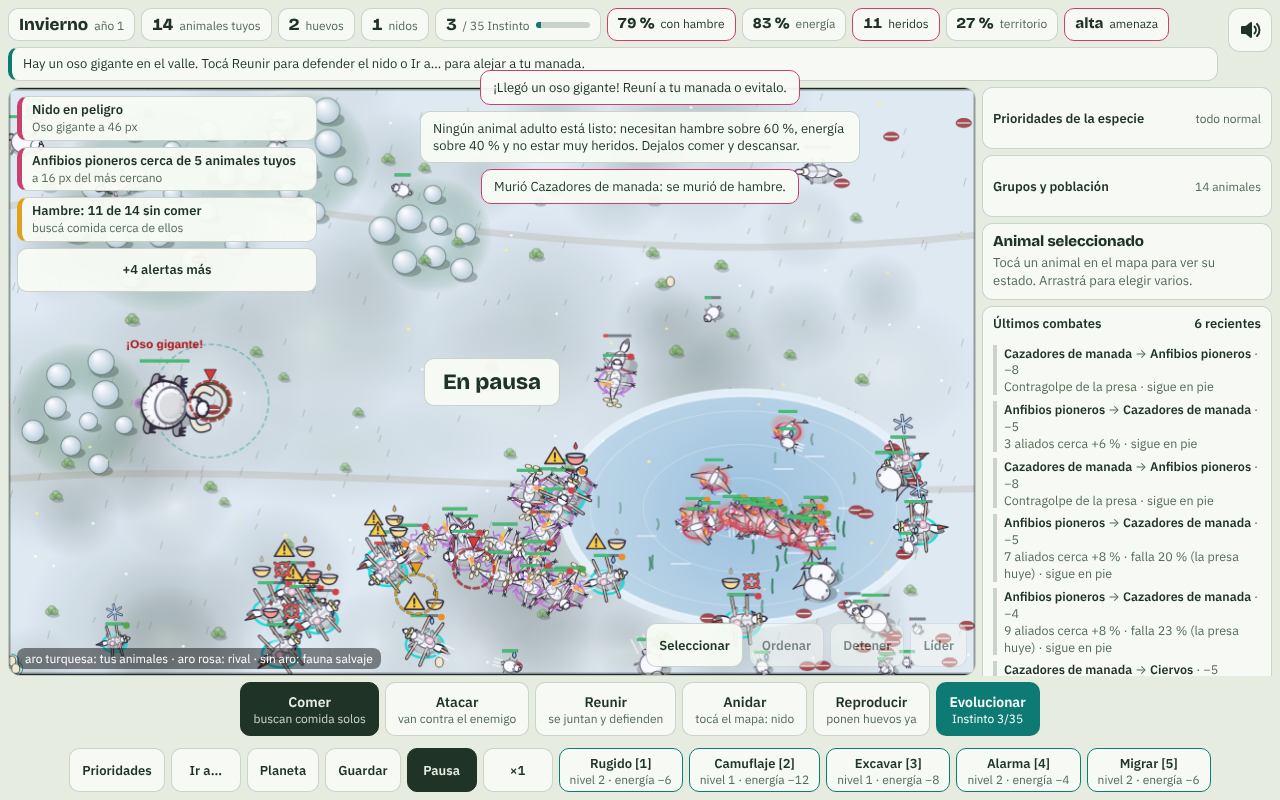 Invierno año 1
14 animales tuyos
2 huevos
1 nidos
3 / 35 Instinto
79 % con hambre
83 % energía
11 heridos
27 % territorio
alta amenaza
Hay un oso gigante en el valle. Tocá Reunir para defender el nido o Ir a... para alejar a tu manada.
¡Llegó un oso gigante! Reuní a tu manada o evitalo.
Ningún animal adulto está listo: necesitan hambre sobre 60 %, energía
sobre 40 % y no estar muy heridos. Dejalos comer y descansar.
Murió Cazadores de manada: se murió de hambre.
Nido en peligro
Oso gigante a 46 px
Anfibios pioneros cerca de 5 animales tuyos
a 16 px del más cercano
Hambre: 11 de 14 sin comer
buscá comida cerca de ellos
+4 alertas más
¡Oso gigante!
En pausa
aro turquesa: tus animales · aro rosa: rival · sin aro: fauna salvaje
Seleccionar
Ordenar
Detener
Líder
Prioridades de la especie todo normal
Grupos y población 14 animales
Animal seleccionado
Tocá un animal en el mapa para ver su
estado. Arrastrá para elegir varios.
Últimos combates 6 recientes
Cazadores de manada → Anfibios pioneros ·
−8
Contragolpe de la presa · sigue en pie
Anfibios pioneros → Cazadores de manada ·
−5
3 aliados cerca +6 % · sigue en pie
Cazadores de manada → Anfibios pioneros ·
−8
Contragolpe de la presa · sigue en pie
Anfibios pioneros → Cazadores de manada ·
−5
7 aliados cerca +8 % · falla 20 % (la presa
huye) · sigue en pie
Anfibios pioneros → Cazadores de manada ·
−4
9 aliados cerca +8 % · falla 23 % (la presa
huye) · sigue en pie
Cazadores de manada → Ciervos · −5
Comer
buscan comida solos
Atacar
van contra el enemigo
Reunir
se juntan y defienden
Anidar
tocá el mapa: nido
Reproducir
ponen huevos ya
Evolucionar
Instinto 3/35
Prioridades
Ir a...
Planeta
Guardar
Pausa
×1
Rugido [1]
nivel 2 · energía −6
Camuflaje [2]
nivel 1 · energía −12
Excavar [3]
nivel 1 · energía −8
Alarma [4]
nivel 2 · energía −4
Migrar [5]
nivel 2 · energía −6